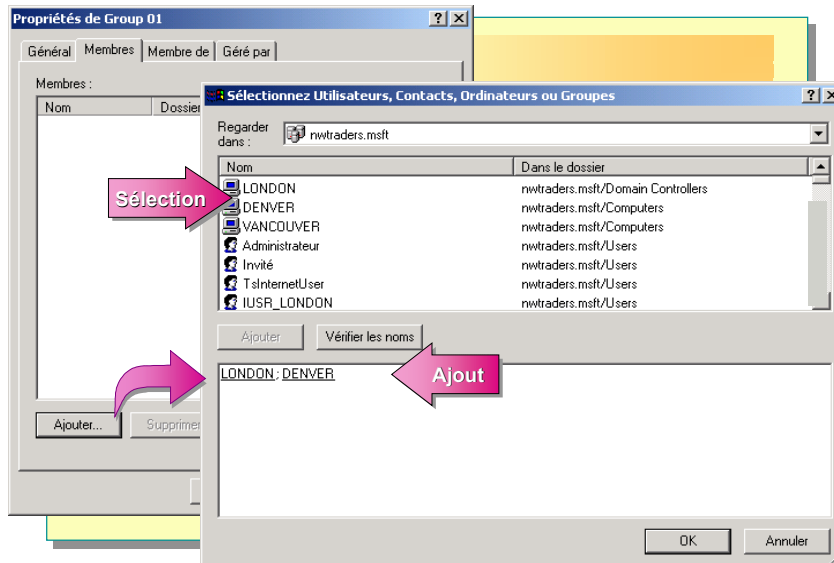 Propriétés de Group 01
Général Membres Membre de Géré par
Membres :
Nom Dossier
Sélectionnez Utilisateurs, Contacts, Ordinateurs ou Groupes
Regarder dans : nwtraders.msft
Nom Dans le dossier
LONDON nwtraders.msft/Domain Controllers
DENVER nwtraders.msft/Computers
VANCOUVER nwtraders.msft/Computers
Administrateur nwtraders.msft/Users
Invité nwtraders.msft/Users
TsInternetUser nwtraders.msft/Users
IUSR_LONDON nwtraders.msft/Users
Sélection
Ajouter Vérifier les noms
LONDON; DENVER
Ajout
Ajouter... Supprimer
OK Annuler